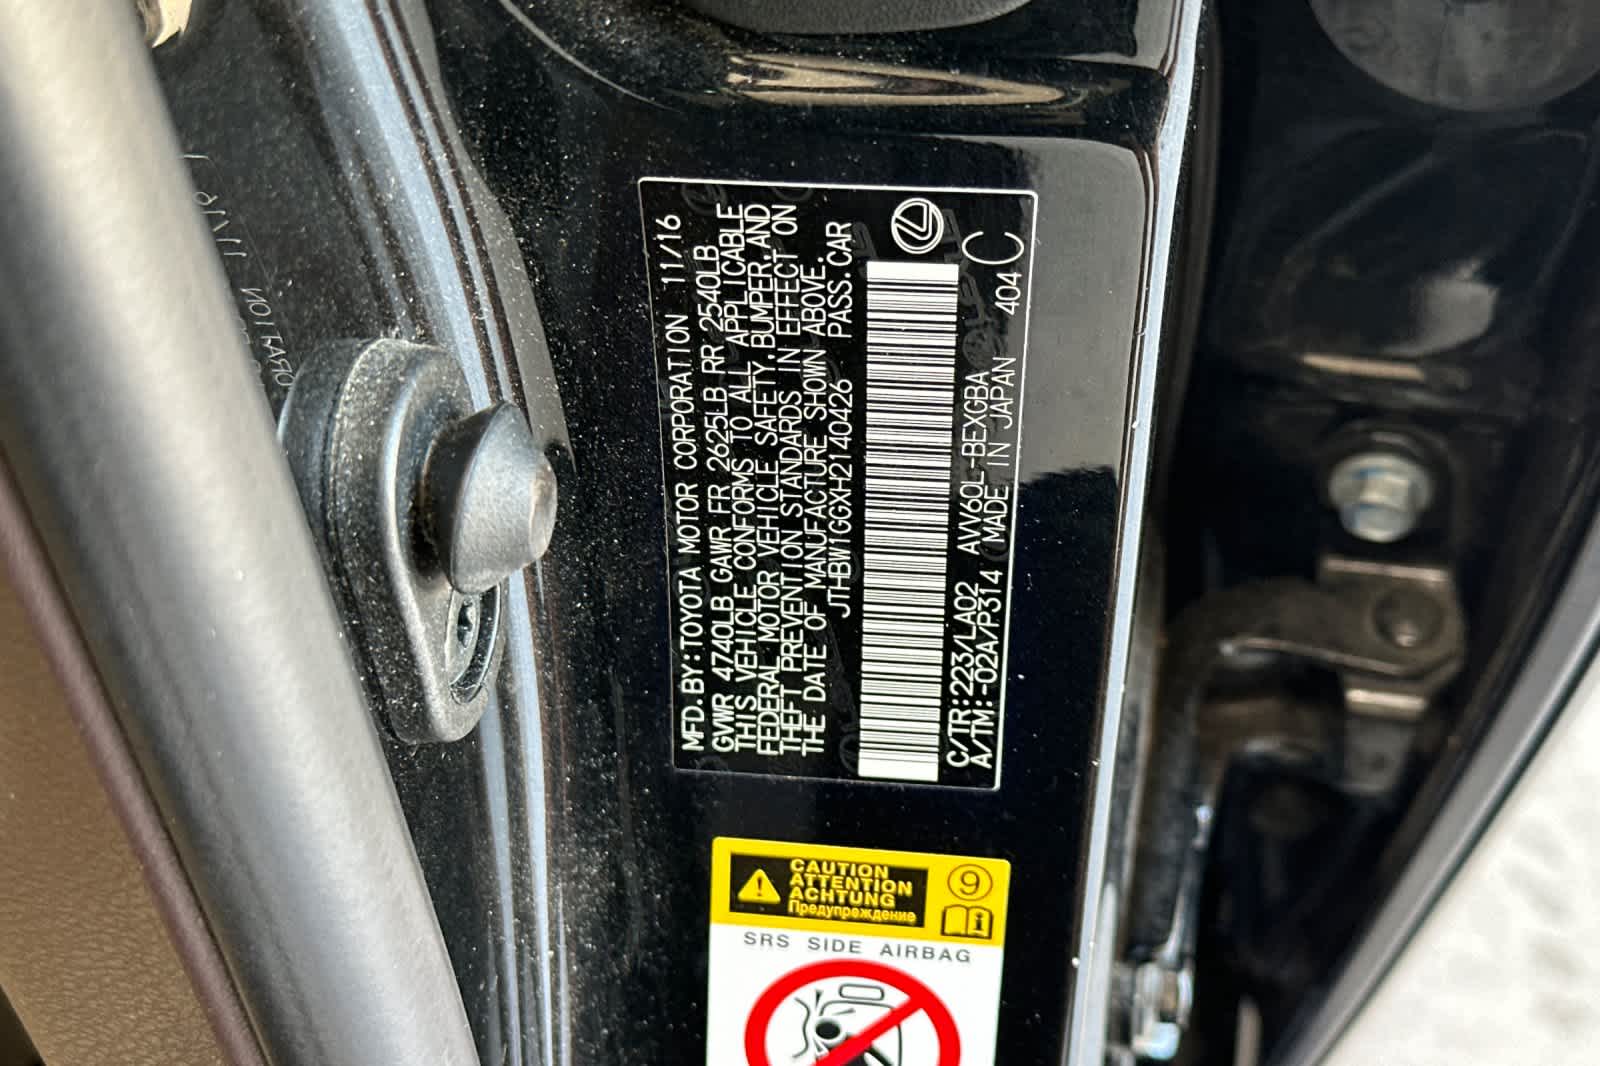 MFD. BY: TOYOTA MOTOR CORPORATION 11/16
GVWR 4740LB GAWR FR 2625LB RR 2540LB
THIS VEHICLE CONFORMS TO ALL APPLICABLE
FEDERAL MOTOR VEHICLE SAFETY, BUMPER, AND
THEFT PREVENTION STANDARDS IN EFFECT ON
THE DATE OF MANUFACTURE SHOWN ABOVE.
JTHBW1GGXH2140426 PASS. CAR
C/TR: 223/LA02 AVV60L-BEXGBA
A/TM: -02A/P314 MADE IN JAPAN 404 C
CAUTION
ATTENTION
ACHTUNG
Предупреждение
9
SRS SIDE AIRBAG